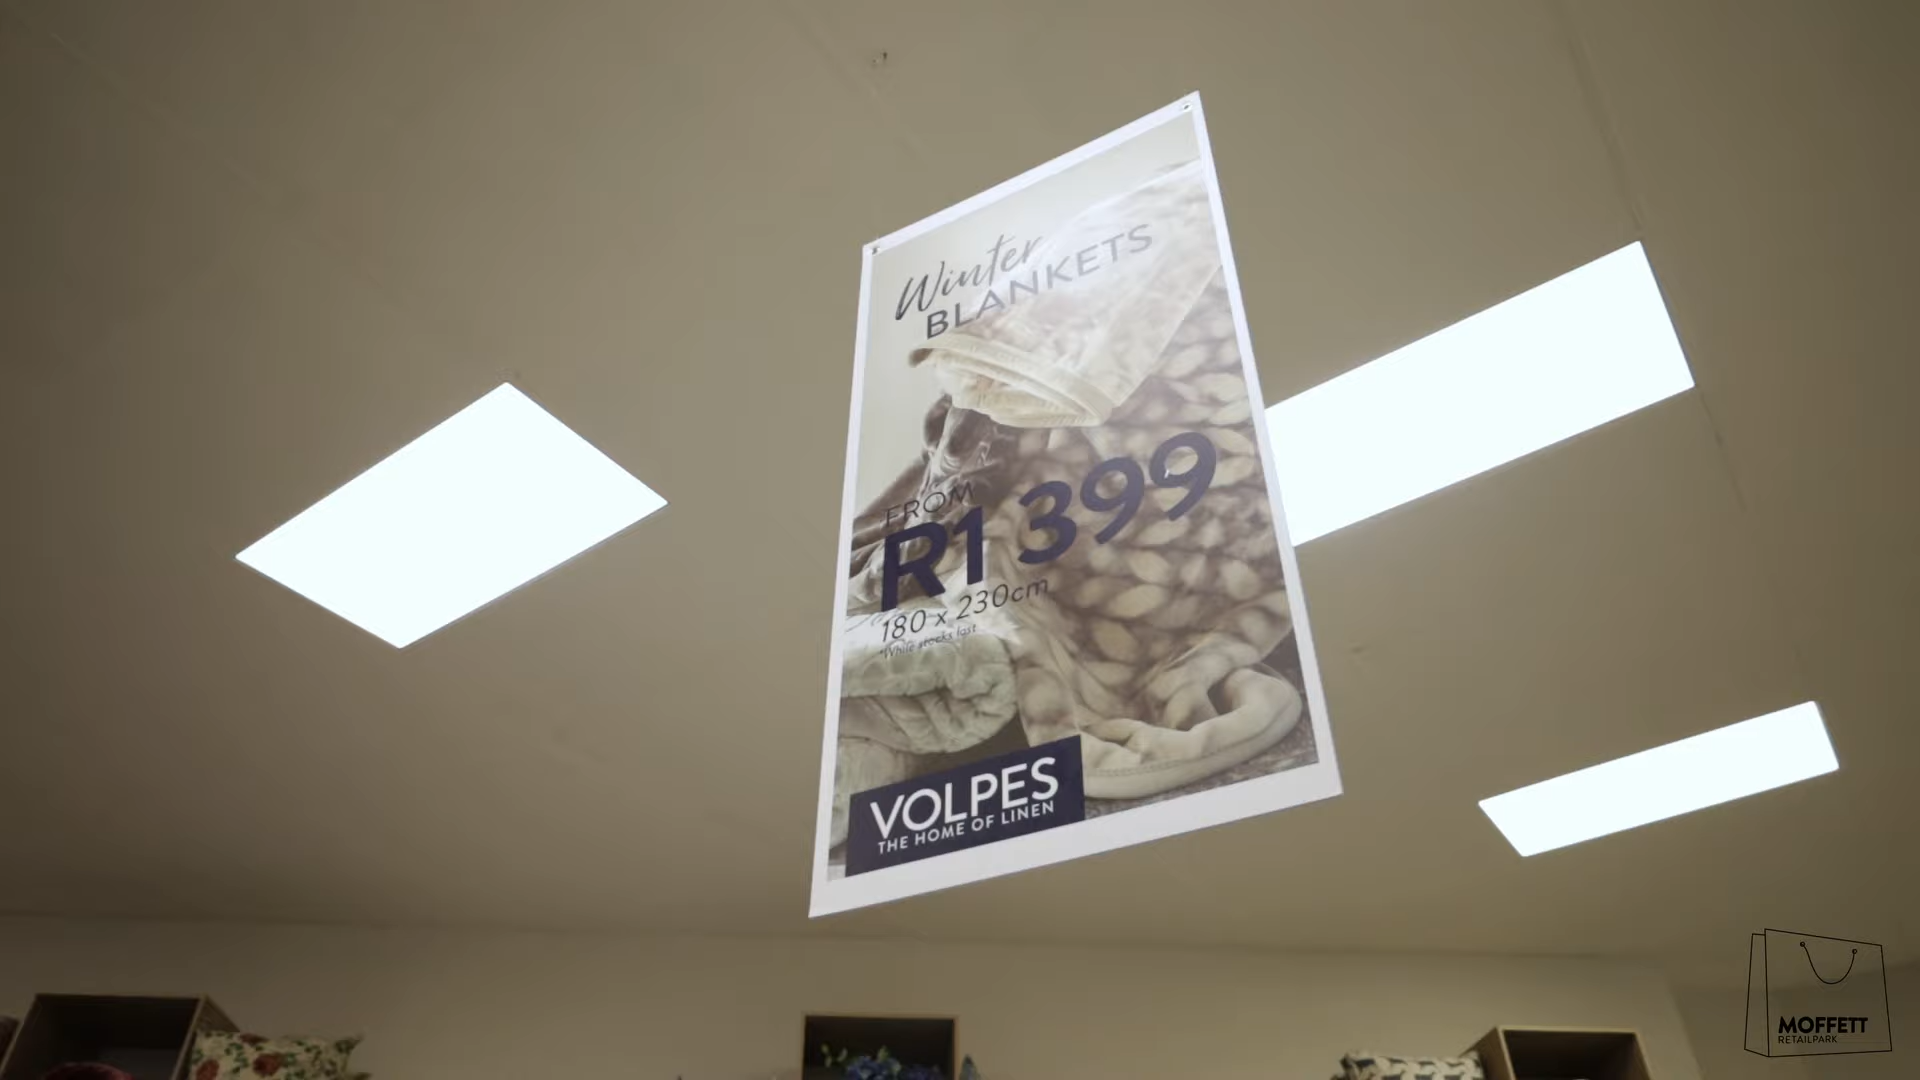 Winter
BLANKETS
FROM
R1 399
180 x 230cm
*While stocks last
VOLPES
THE HOME OF LINEN
MOFFETT
RETAILPARK